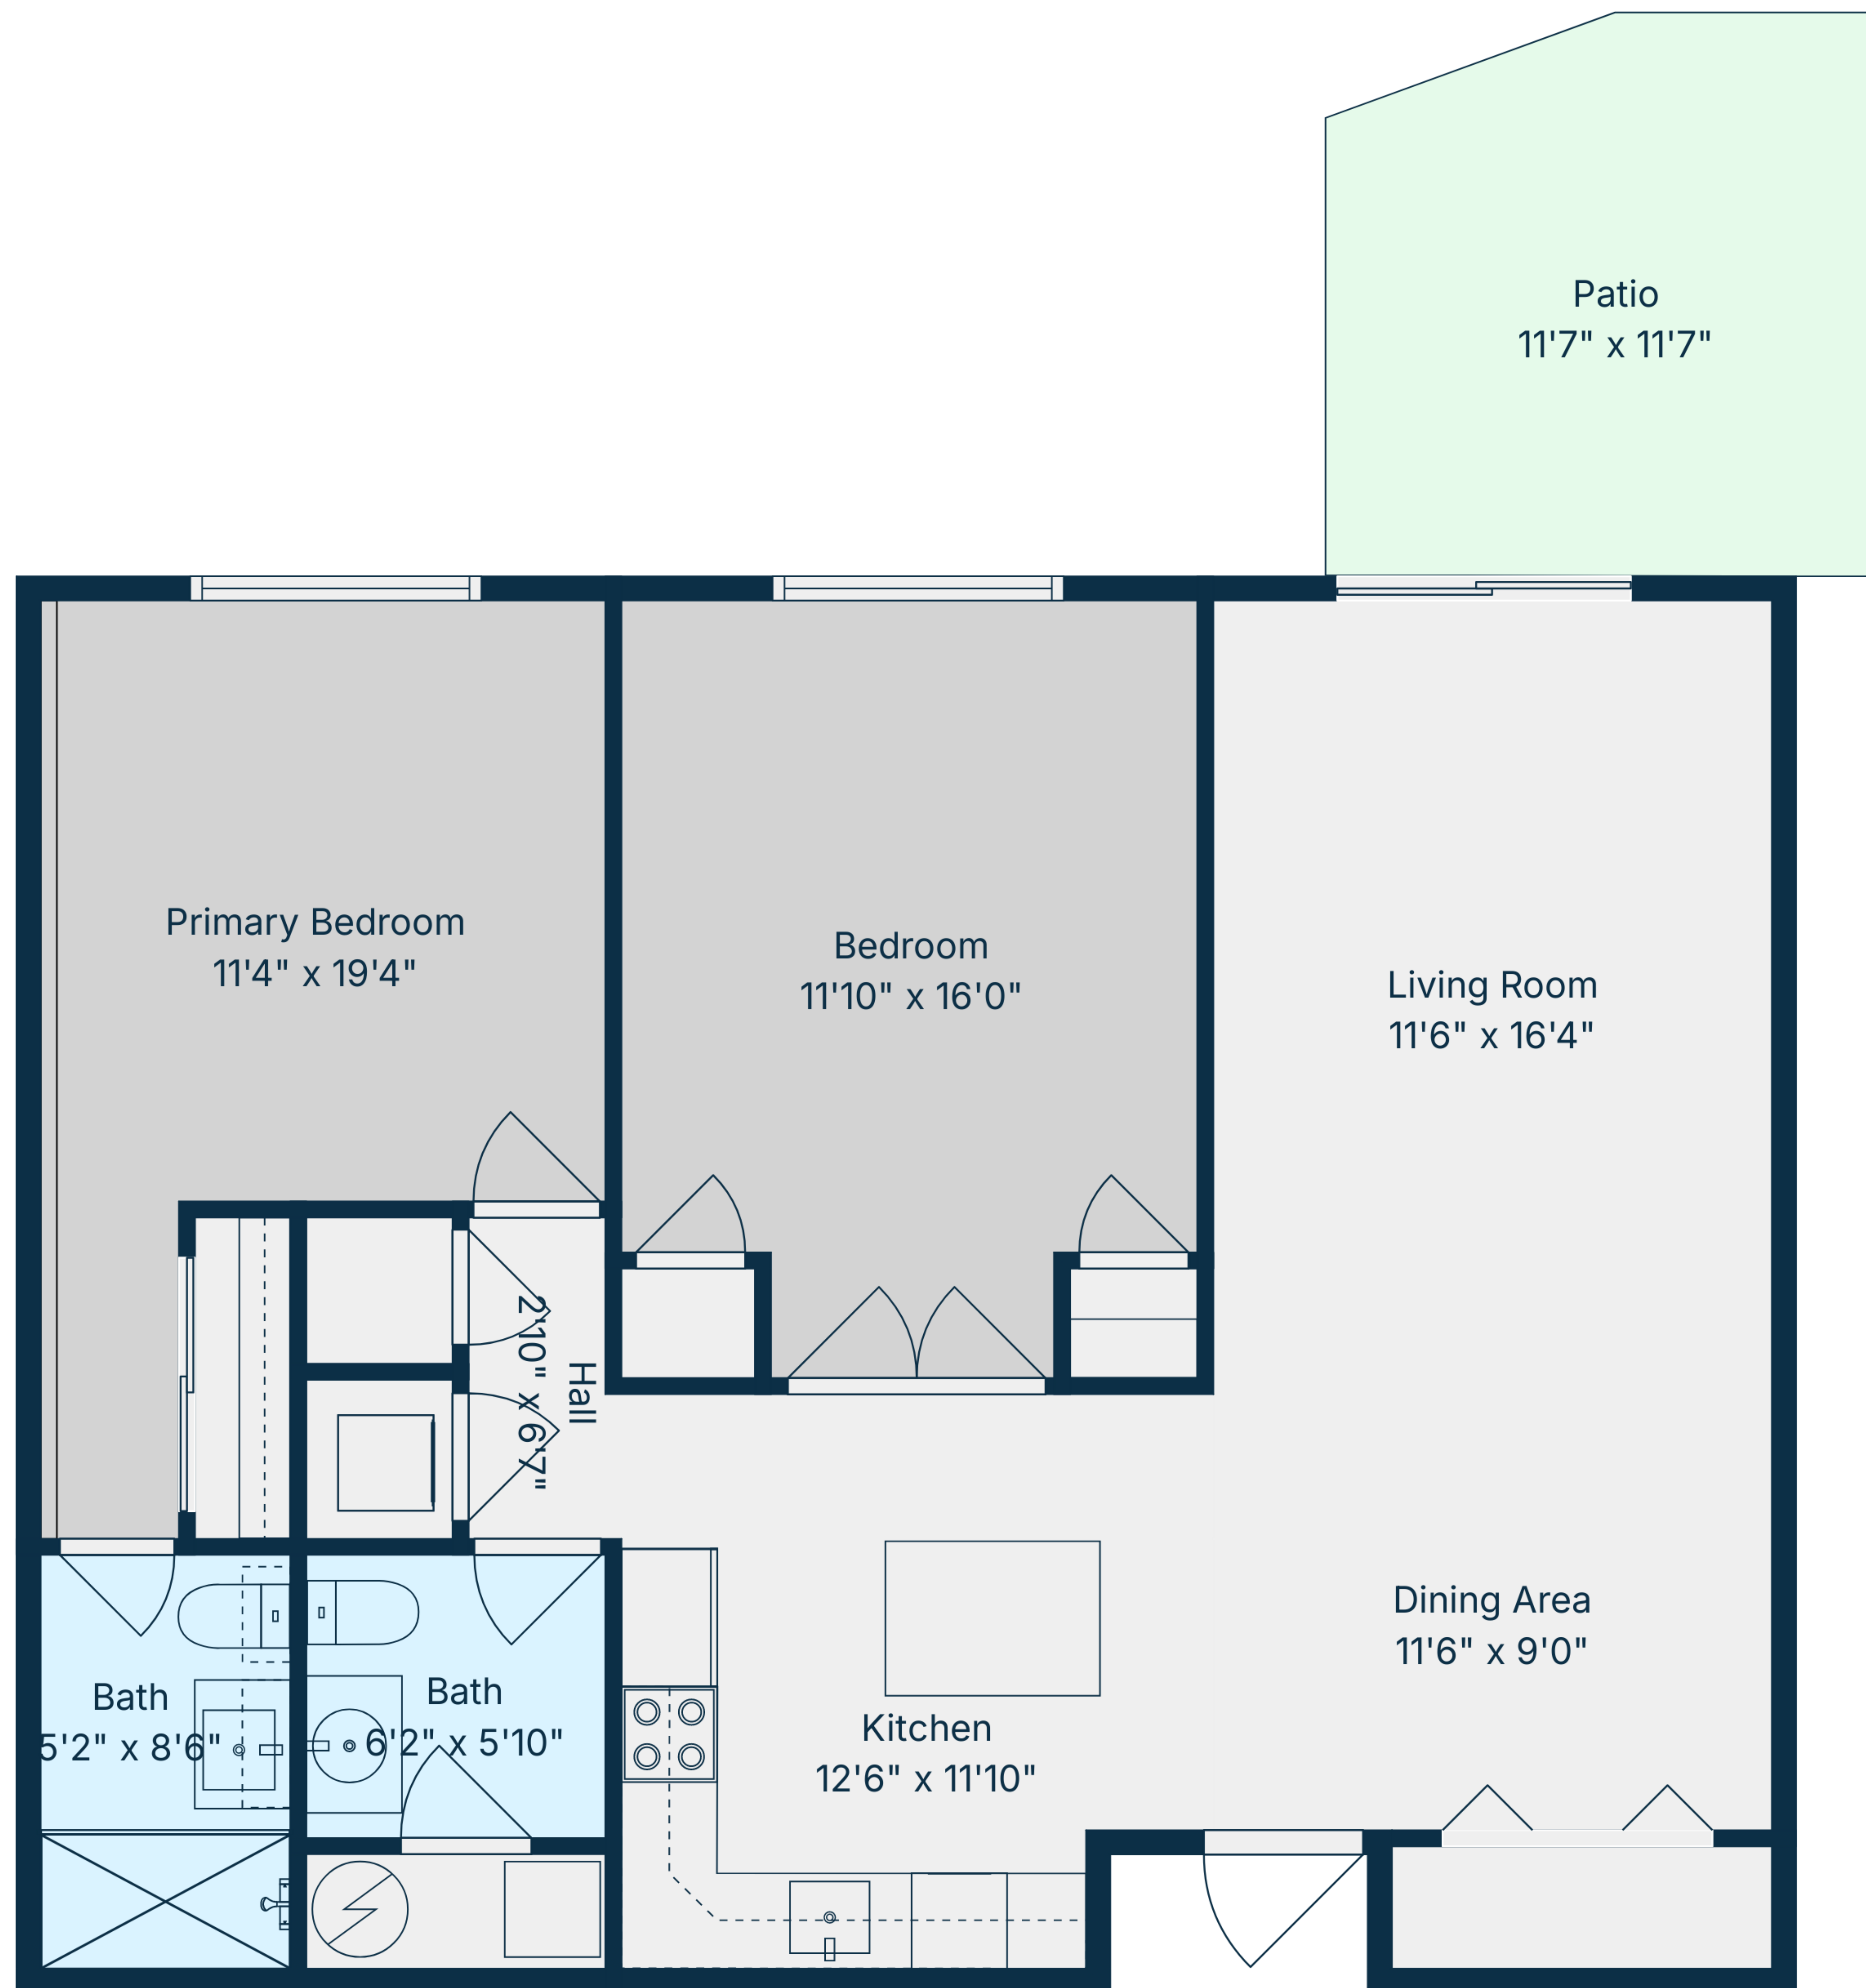 Patio
11'7" x 11'7"
Primary Bedroom
11'4" x 19'4"
Bedroom
11'10" x 16'0"
Living Room
11'6" x 16'4"
Hall
2'10" x 6'7"
Dining Area
11'6" x 9'0"
Bath
5'2" x 8'6"
Bath
6'2" x 5'10"
Kitchen
12'6" x 11'10"